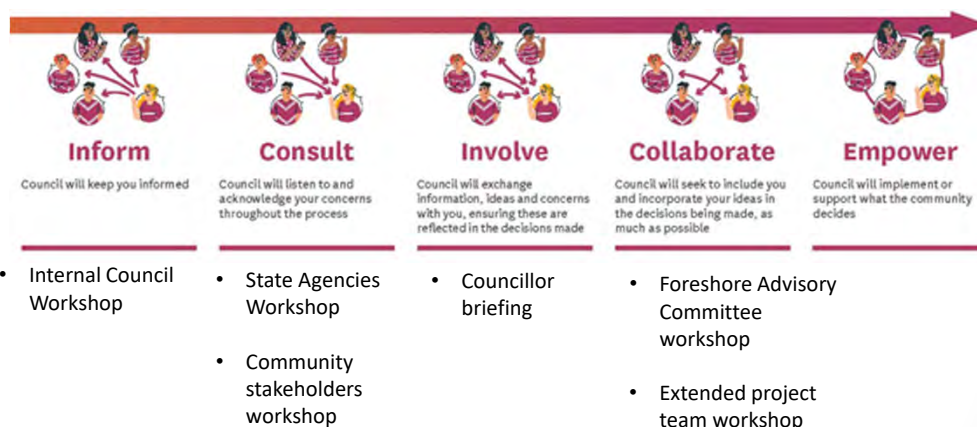 Inform
Council will keep you informed
Consult
Council will listen to and
acknowledge your concerns
throughout the process
Involve
Council will exchange
information, ideas and concerns
with you, ensuring these are
reflected in the decisions made
Collaborate
Council will seek to include you
and incorporate your ideas in
the decisions being made, as
much as possible
Empower
Council will implement or
support what the community
decides
• Internal Council
Workshop
• State Agencies
Workshop
• Community
stakeholders
workshop
• Councillor
briefing
• Foreshore Advisory
Committee
workshop
• Extended project
team workshop